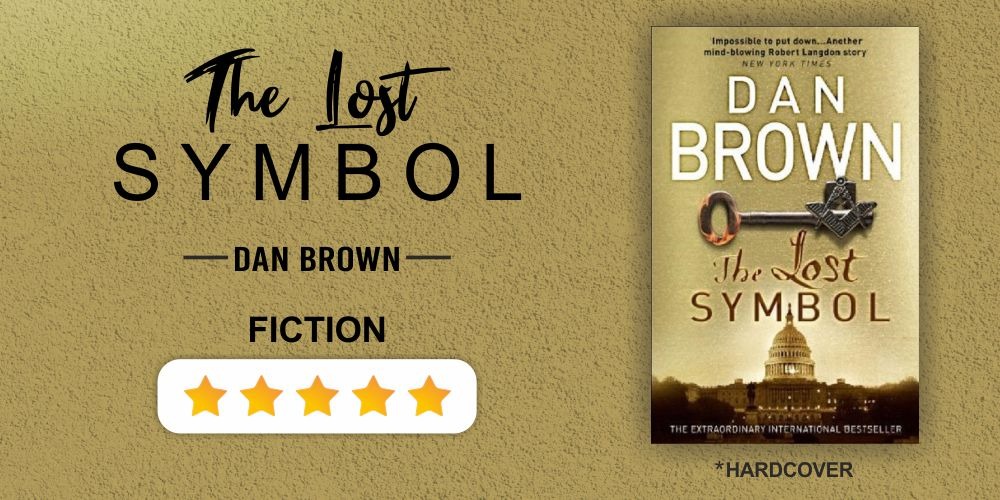 The Lost
SYMBOL
DAN BROWN
FICTION
'Impossible to put down...Another
mind-blowing Robert Langdon story
NEW YORK TIMES
DAN
BROWN
The Lost
SYMBOL
THE EXTRAORDINARY INTERNATIONAL BESTSELLER
*HARDCOVER